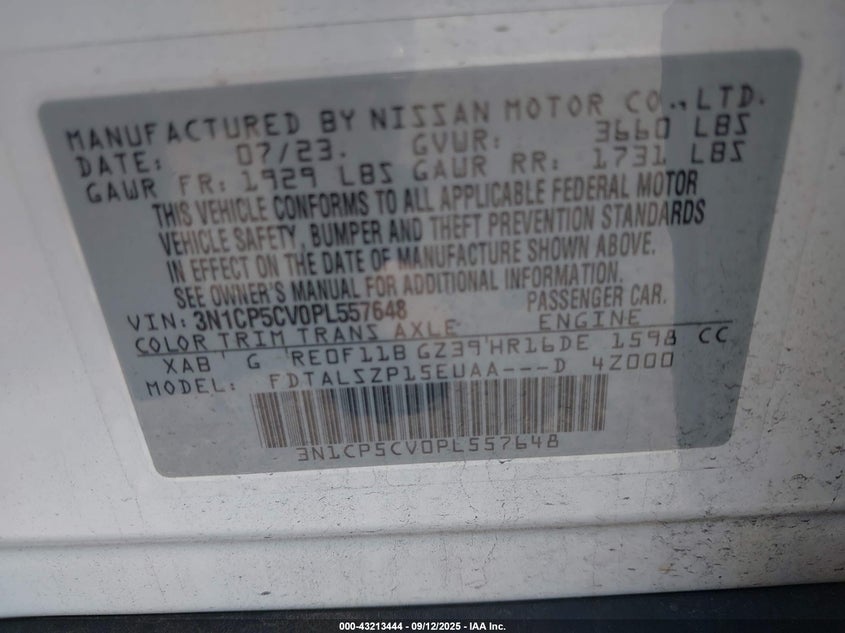 MANUFACTURED BY NISSAN MOTOR CO., LTD.
DATE: 07/23. GVWR: 3660 LBS
GAWR FR: 1929 LBS GAWR RR: 1731 LBS
THIS VEHICLE CONFORMS TO ALL APPLICABLE FEDERAL MOTOR
VEHICLE SAFETY, BUMPER AND THEFT PREVENTION STANDARDS
IN EFFECT ON THE DATE OF MANUFACTURE SHOWN ABOVE.
SEE OWNER'S MANUAL FOR ADDITIONAL INFORMATION.
VIN: 3N1CP5CV0PL557648 PASSENGER CAR.
COLOR TRIM TRANS AXLE ENGINE
XAB G RE0F11B GZ39 HR16DE 1598 CC
MODEL: FDTALSZP15EUAA---D 4Z000
3N1CP5CV0PL557648
000-43213444 - 09/12/2025 - IAA Inc.